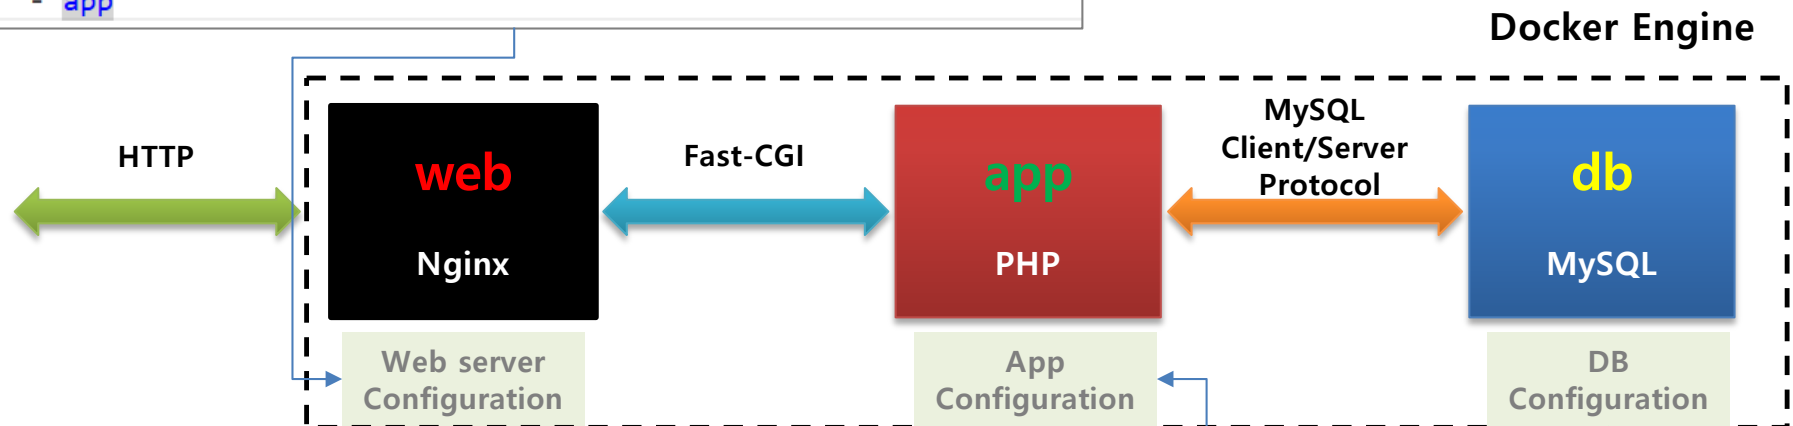 - app
Docker Engine
HTTP
web
Nginx
Fast-CGI
app
PHP
MySQL
Client/Server
Protocol
db
MySQL
Web server
Configuration
App
Configuration
DB
Configuration